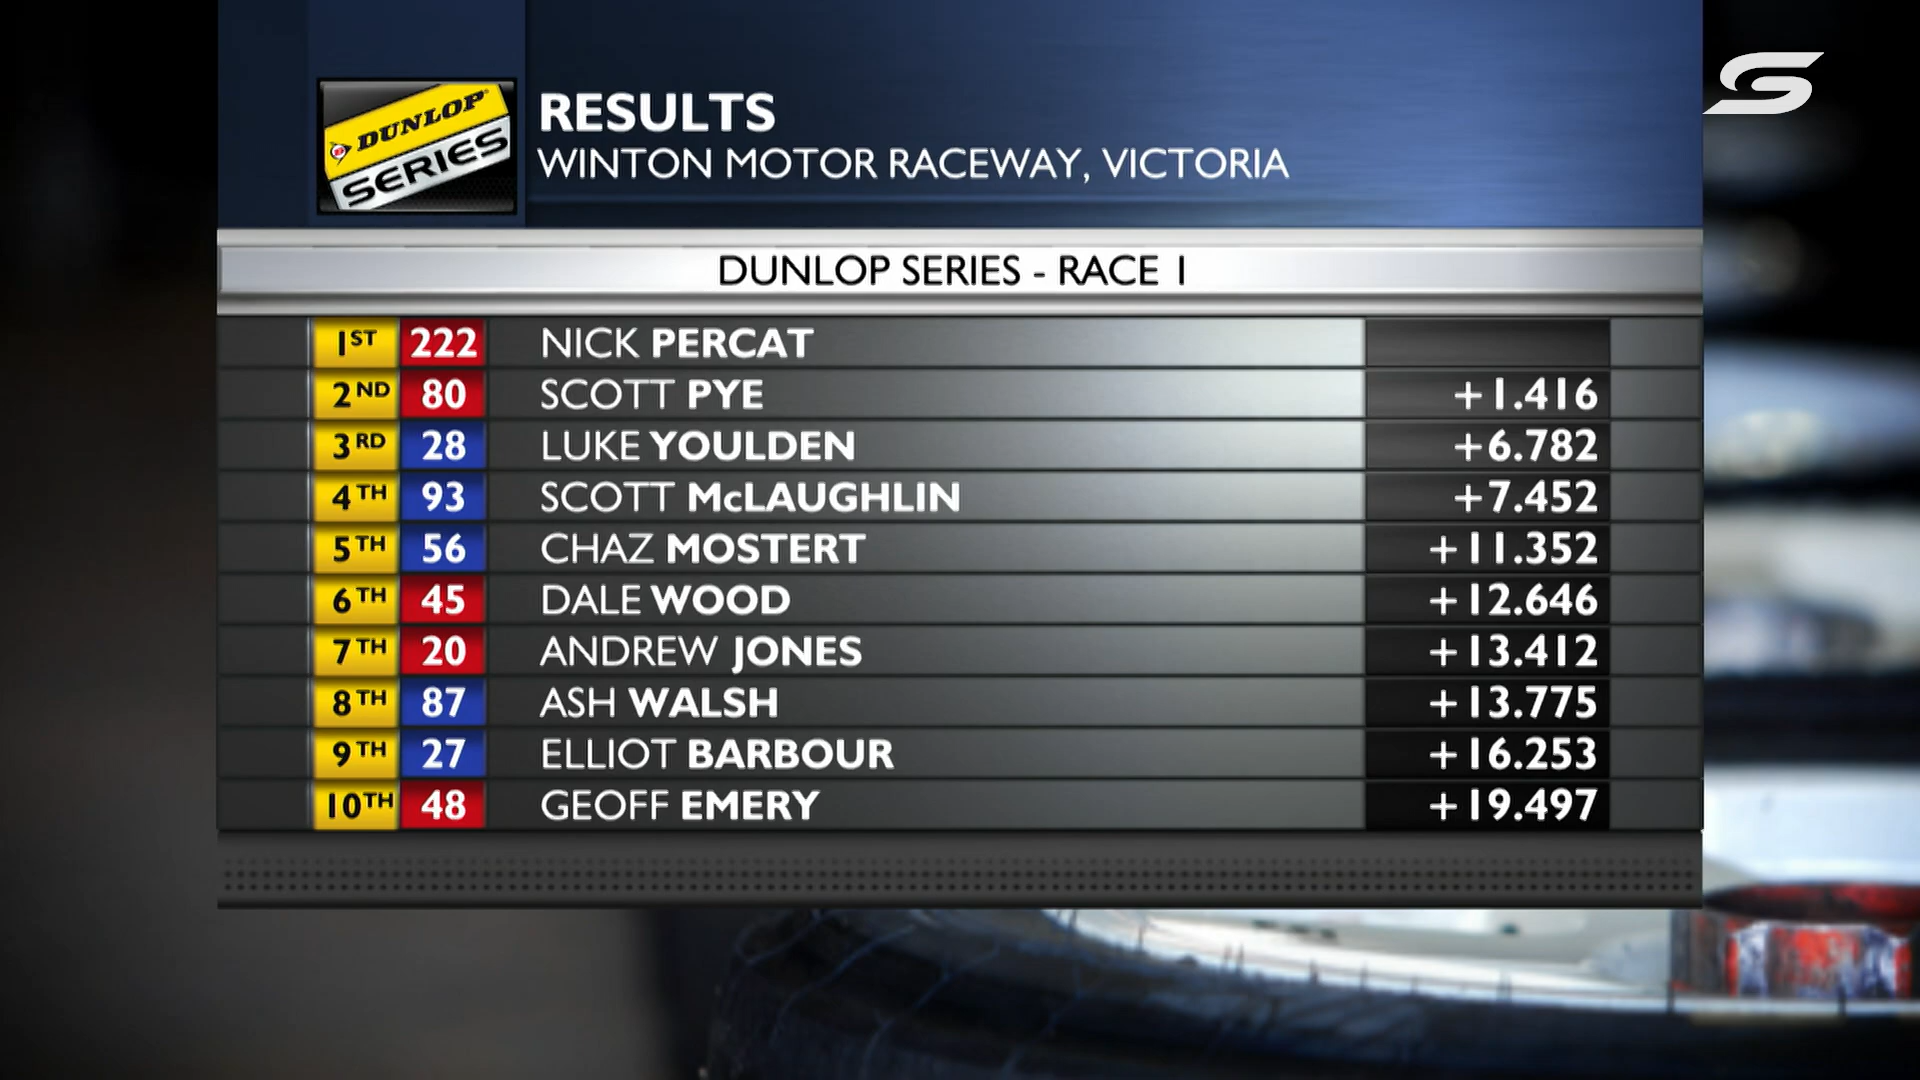 DUNLOP
SERIES
RESULTS
WINTON MOTOR RACEWAY, VICTORIA
DUNLOP SERIES - RACE 1
1ST 222 NICK PERCAT
2ND 80 SCOTT PYE +1.416
3RD 28 LUKE YOULDEN +6.782
4TH 93 SCOTT McLAUGHLIN +7.452
5TH 56 CHAZ MOSTERT +11.352
6TH 45 DALE WOOD +12.646
7TH 20 ANDREW JONES +13.412
8TH 87 ASH WALSH +13.775
9TH 27 ELLIOT BARBOUR +16.253
10TH 48 GEOFF EMERY +19.497